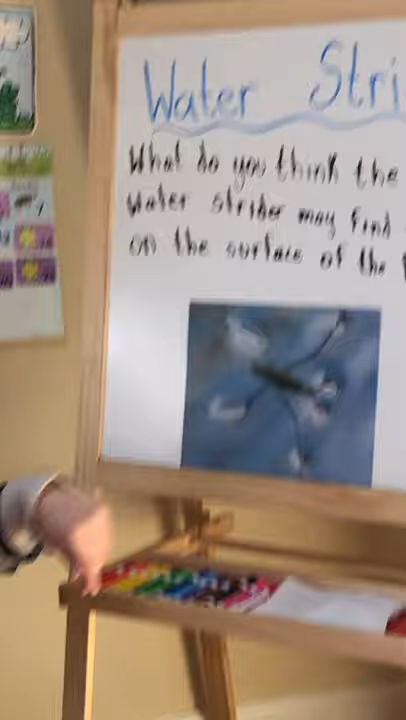 Water Stri
What do you think the
water strider may find
on the surface of the